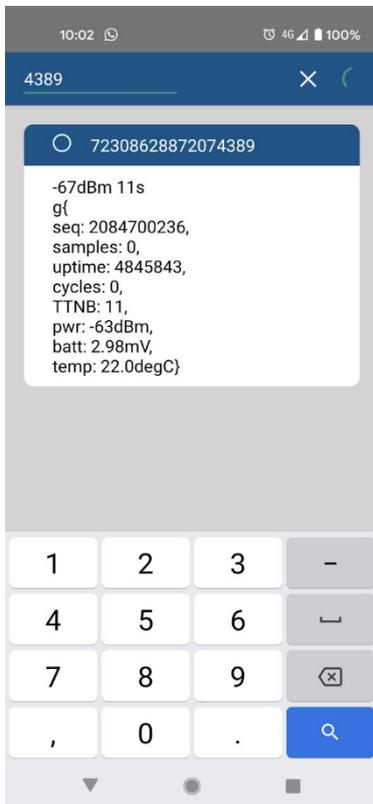 10:02 4G 100%
4389
72308628872074389
-67dBm 11s
g{
seq: 2084700236,
samples: 0,
uptime: 4845843,
cycles: 0,
TTNB: 11,
pwr: -63dBm,
batt: 2.98mV,
temp: 22.0degC}
1 2 3 -
4 5 6
7 8 9
, 0 .